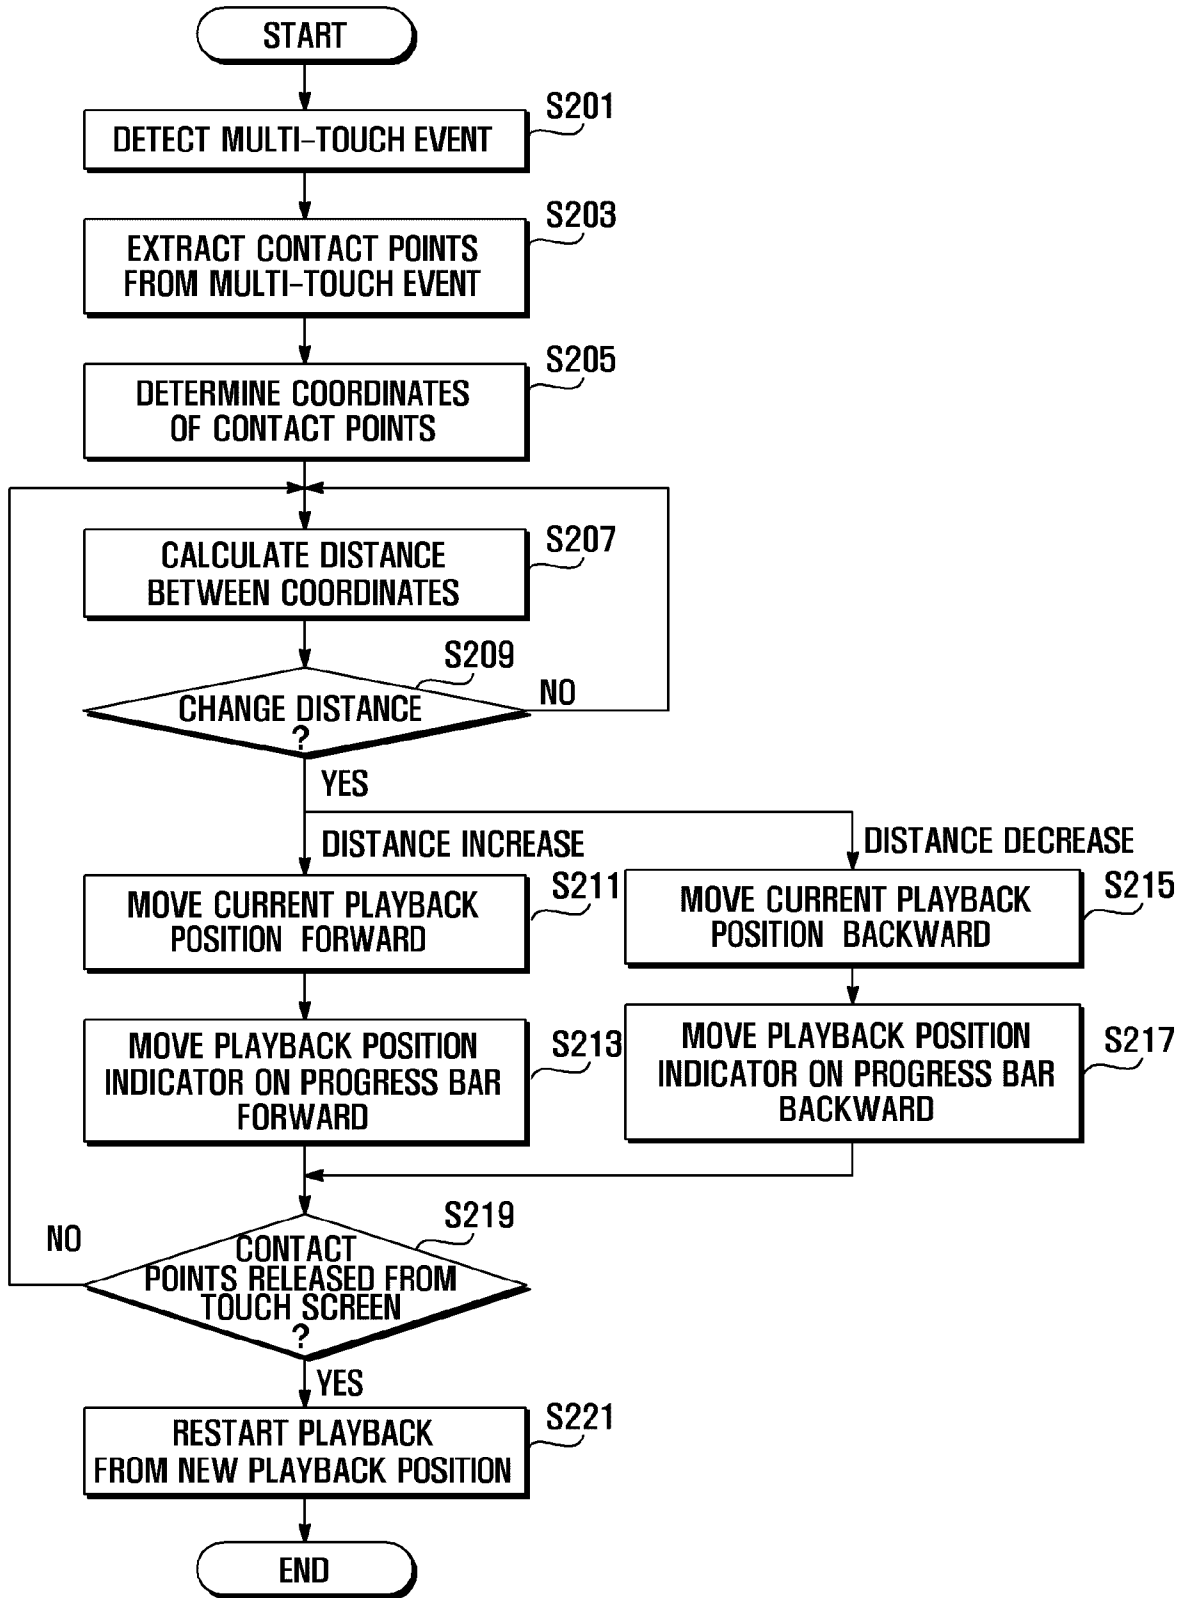 START
S201
DETECT MULTI-TOUCH EVENT
S203
EXTRACT CONTACT POINTS
FROM MULTI-TOUCH EVENT
S205
DETERMINE COORDINATES
OF CONTACT POINTS
S207
CALCULATE DISTANCE
BETWEEN COORDINATES
S209
CHANGE DISTANCE
?
NO
YES
DISTANCE INCREASE
DISTANCE DECREASE
S211
MOVE CURRENT PLAYBACK
POSITION FORWARD
S215
MOVE CURRENT PLAYBACK
POSITION BACKWARD
S213
MOVE PLAYBACK POSITION
INDICATOR ON PROGRESS BAR
FORWARD
S217
MOVE PLAYBACK POSITION
INDICATOR ON PROGRESS BAR
BACKWARD
S219
NO
CONTACT
POINTS RELEASED FROM
TOUCH SCREEN
?
YES
S221
RESTART PLAYBACK
FROM NEW PLAYBACK POSITION
END